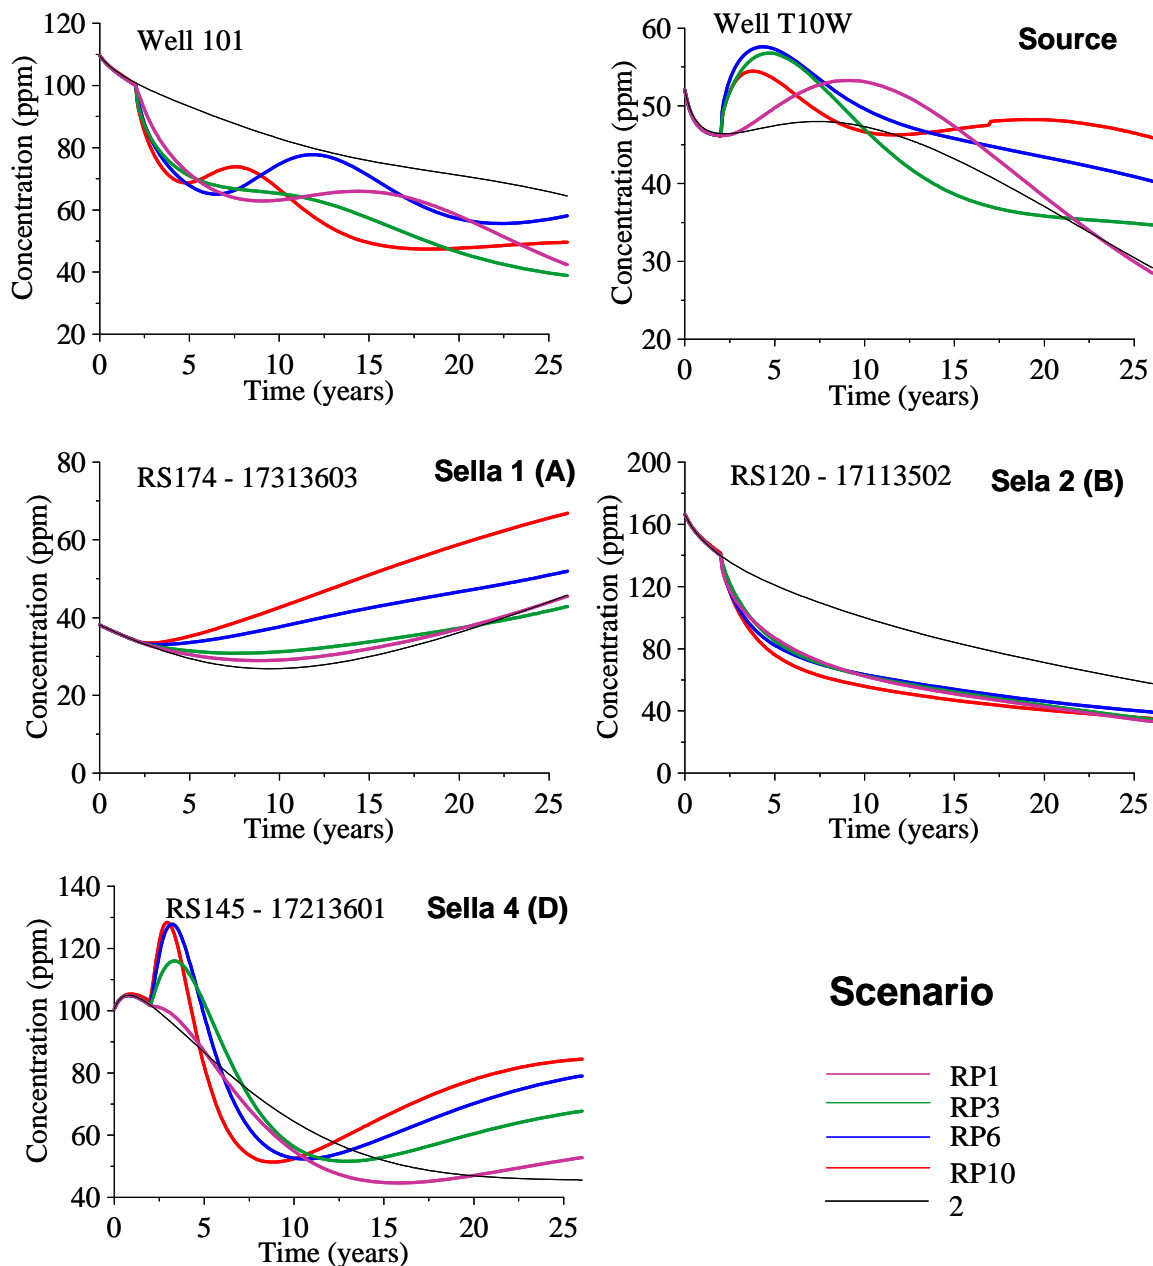 Well 101
Concentration (ppm)
120
100
80
60
40
20
0 5 10 15 20 25
Time (years)
Well T10W
Source
Concentration (ppm)
60
50
40
30
20
0 5 10 15 20 25
Time (years)
RS174 - 17313603
Sella 1 (A)
Concentration (ppm)
80
60
40
20
0
0 5 10 15 20 25
Time (years)
RS120 - 17113502
Sela 2 (B)
Concentration (ppm)
200
160
120
80
40
0
0 5 10 15 20 25
Time (years)
RS145 - 17213601
Sella 4 (D)
Concentration (ppm)
140
120
100
80
60
40
0 5 10 15 20 25
Time (years)
Scenario
RP1
RP3
RP6
RP10
2